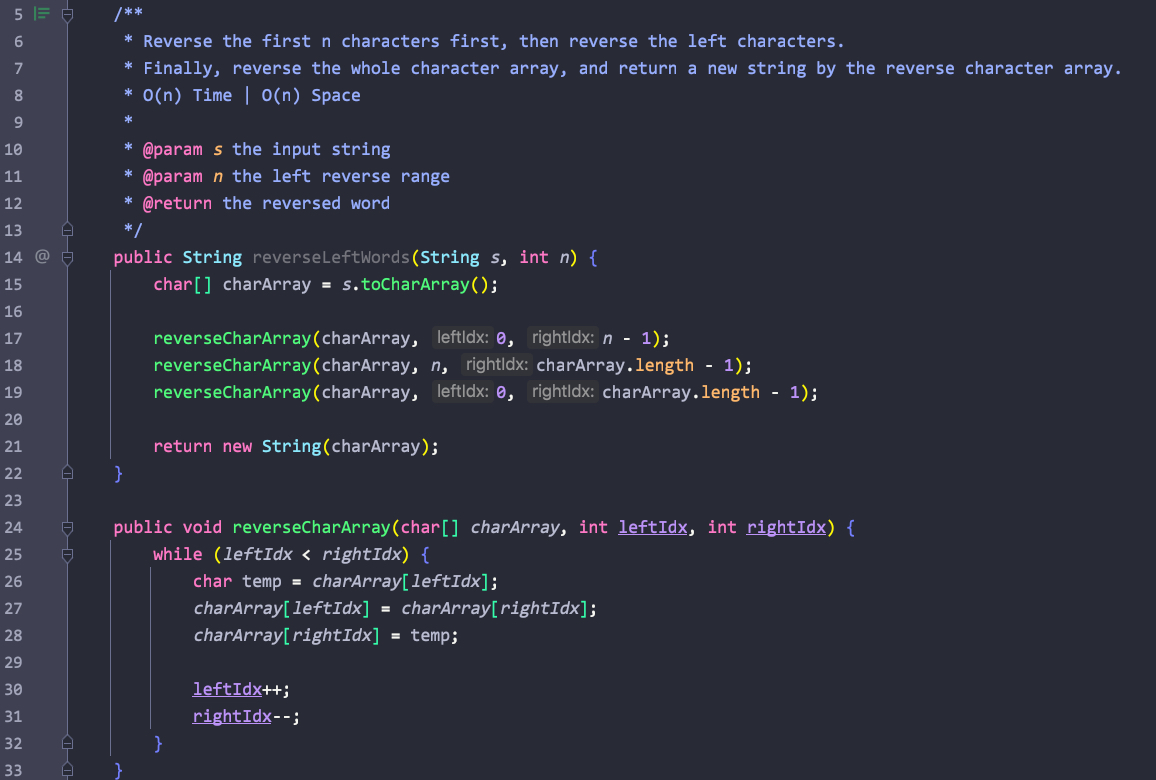 5 /**
6 * Reverse the first n characters first, then reverse the left characters.
7 * Finally, reverse the whole character array, and return a new string by the reverse character array.
8 * O(n) Time | O(n) Space
9 *
10 * @param s the input string
11 * @param n the left reverse range
12 * @return the reversed word
13 */
14 @ public String reverseLeftWords(String s, int n) {
15 char[] charArray = s.toCharArray();
16
17 reverseCharArray(charArray, leftIdx: 0, rightIdx: n - 1);
18 reverseCharArray(charArray, n, rightIdx: charArray.length - 1);
19 reverseCharArray(charArray, leftIdx: 0, rightIdx: charArray.length - 1);
20
21 return new String(charArray);
22 }
23
24 public void reverseCharArray(char[] charArray, int leftIdx, int rightIdx) {
25 while (leftIdx < rightIdx) {
26 char temp = charArray[leftIdx];
27 charArray[leftIdx] = charArray[rightIdx];
28 charArray[rightIdx] = temp;
29
30 leftIdx++;
31 rightIdx--;
32 }
33 }